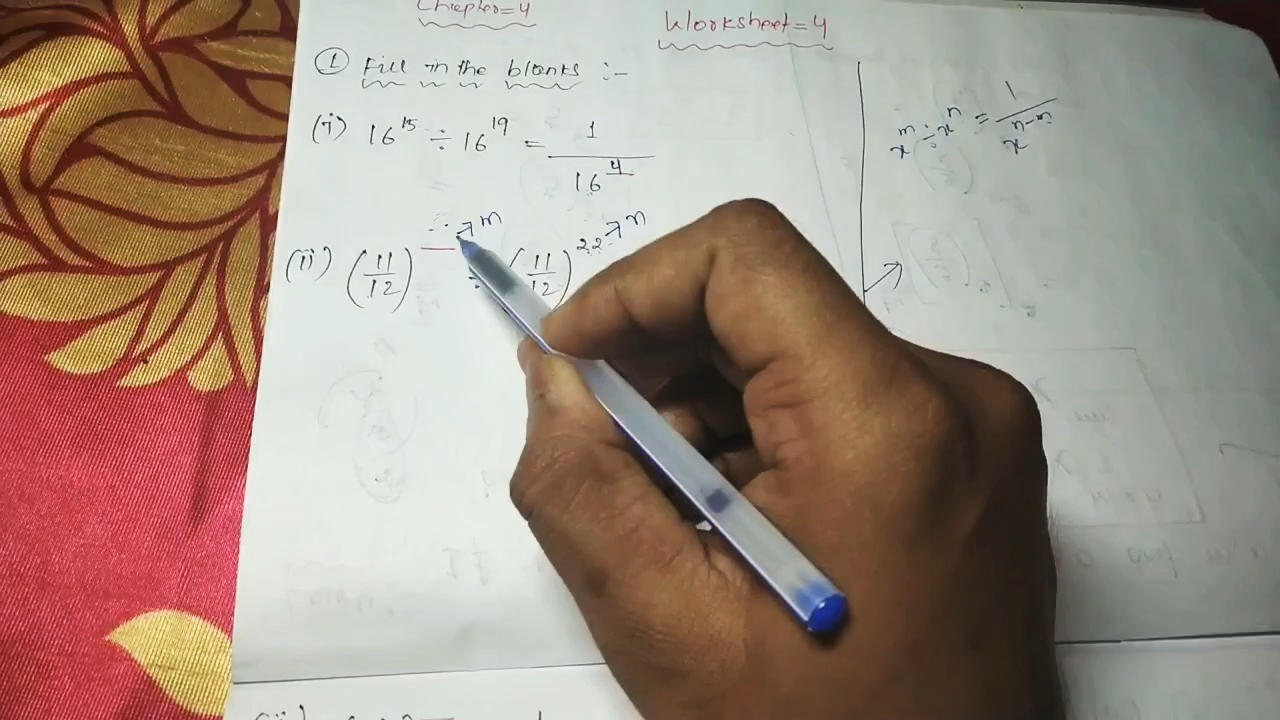 Chapter=4
Worksheet=4
① Fill in the blanks :-
(i) 16^15 ÷ 16^19 = 1/16^4
x^m ÷ x^n = 1/x^(n-m)
(ii) (11/12)^__ →m ÷ (11/12)^22 →n